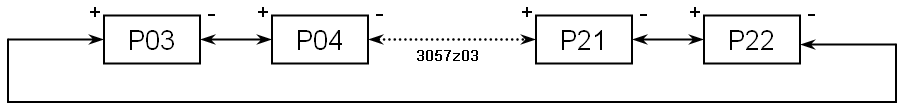 + - + - + - + -
P03 P04 P21 P22
3057z03